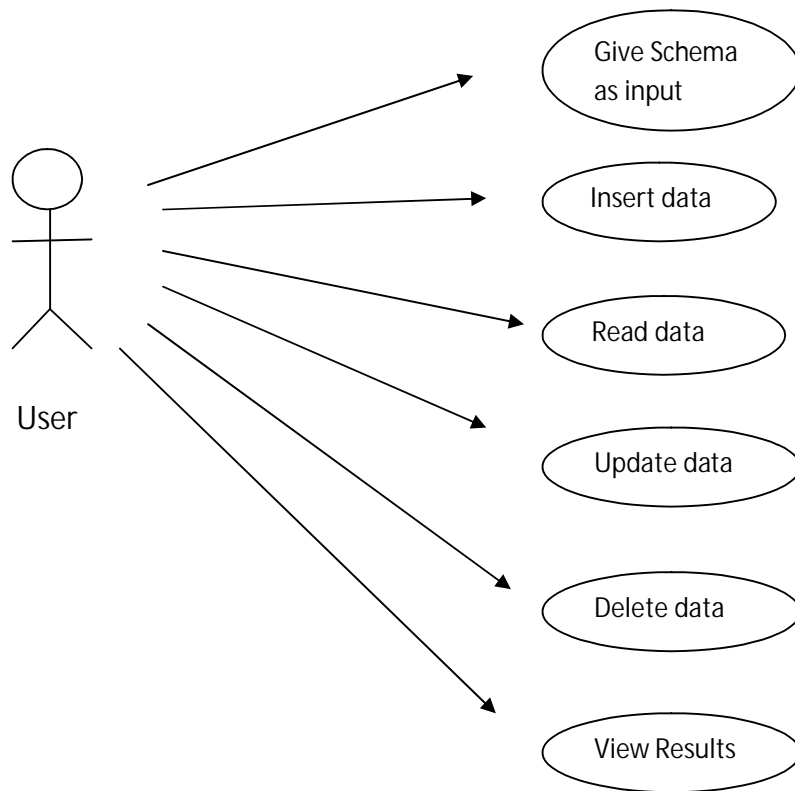 Give Schema
as input
Insert data
Read data
User
Update data
Delete data
View Results